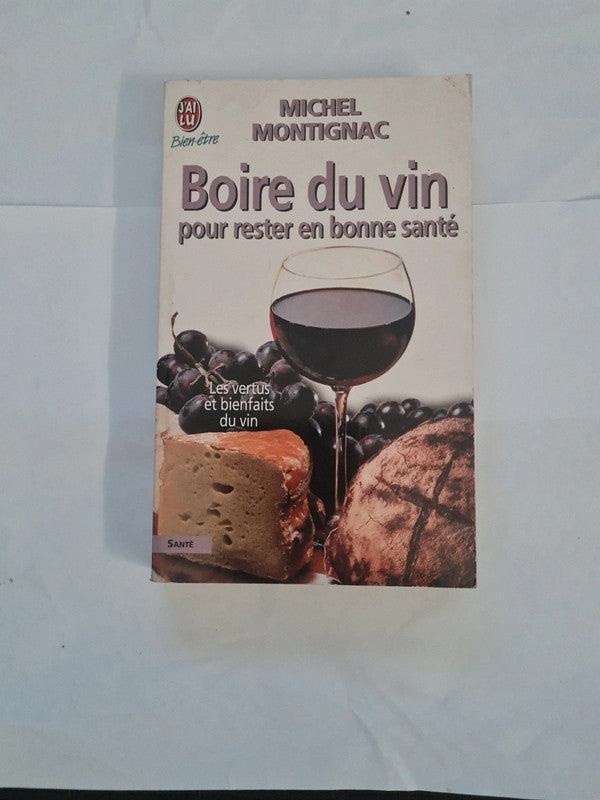 J'AI
LU
Bien-être
MICHEL
MONTIGNAC
Boire du vin
pour rester en bonne santé
Les vertus
et bienfaits
du vin
SANTÉ